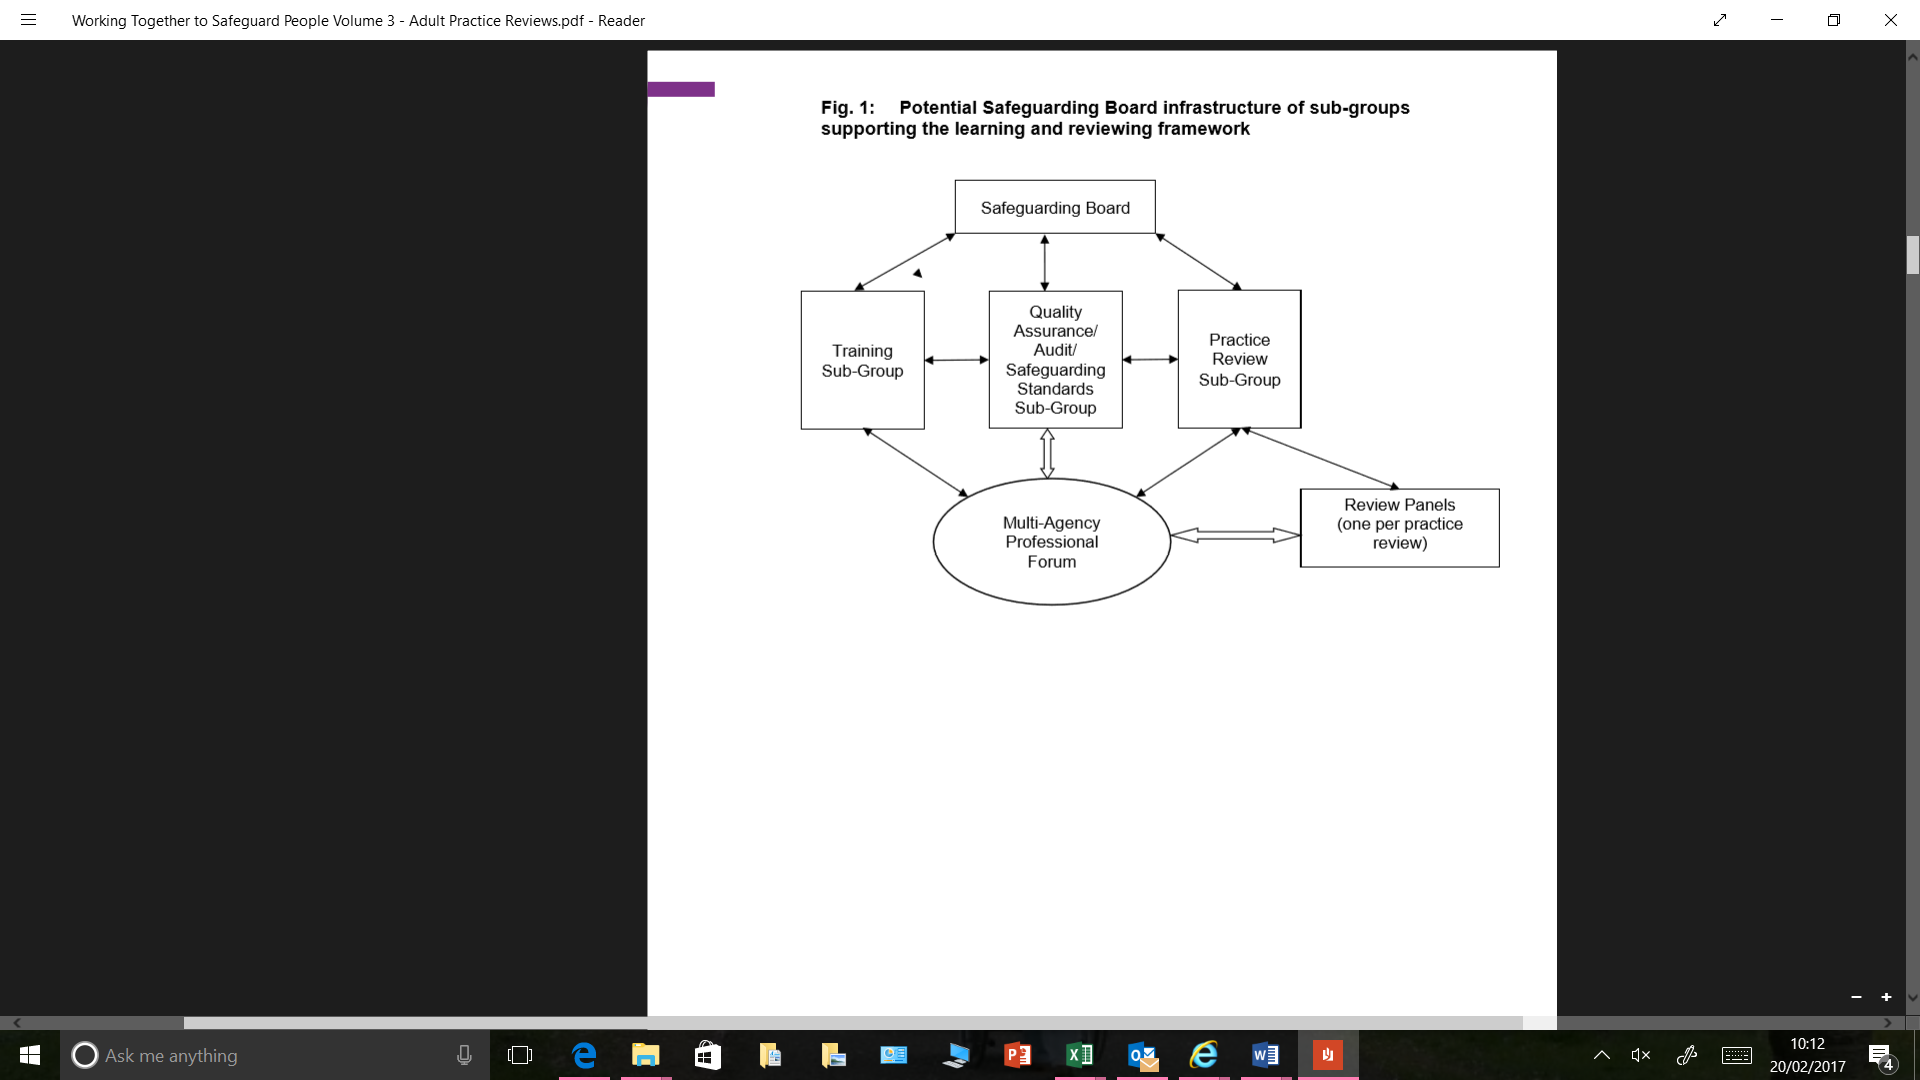 Working Together to Safeguard People Volume 3 - Adult Practice Reviews.pdf - Reader
Fig. 1: Potential Safeguarding Board infrastructure of sub-groups
supporting the learning and reviewing framework
Safeguarding Board
Training
Sub-Group
Quality
Assurance/
Audit/
Safeguarding
Standards
Sub-Group
Practice
Review
Sub-Group
Multi-Agency
Professional
Forum
Review Panels
(one per practice
review)
Ask me anything
10:12
20/02/2017
4